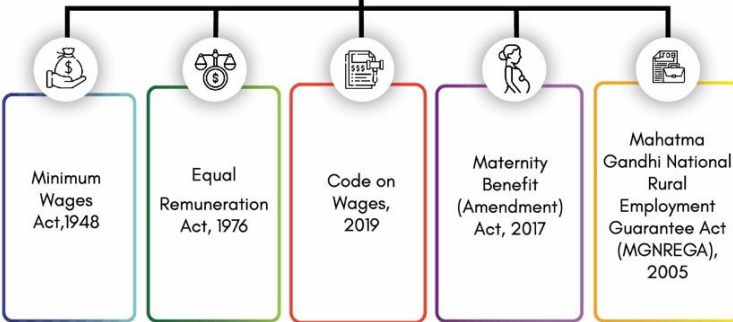 Minimum
Wages
Act,1948
Equal
Remuneration
Act, 1976
$$$
Code on
Wages,
2019
Maternity
Benefit
(Amendment)
Act, 2017
JOB
Mahatma
Gandhi National
Rural
Employment
Guarantee Act
(MGNREGA),
2005